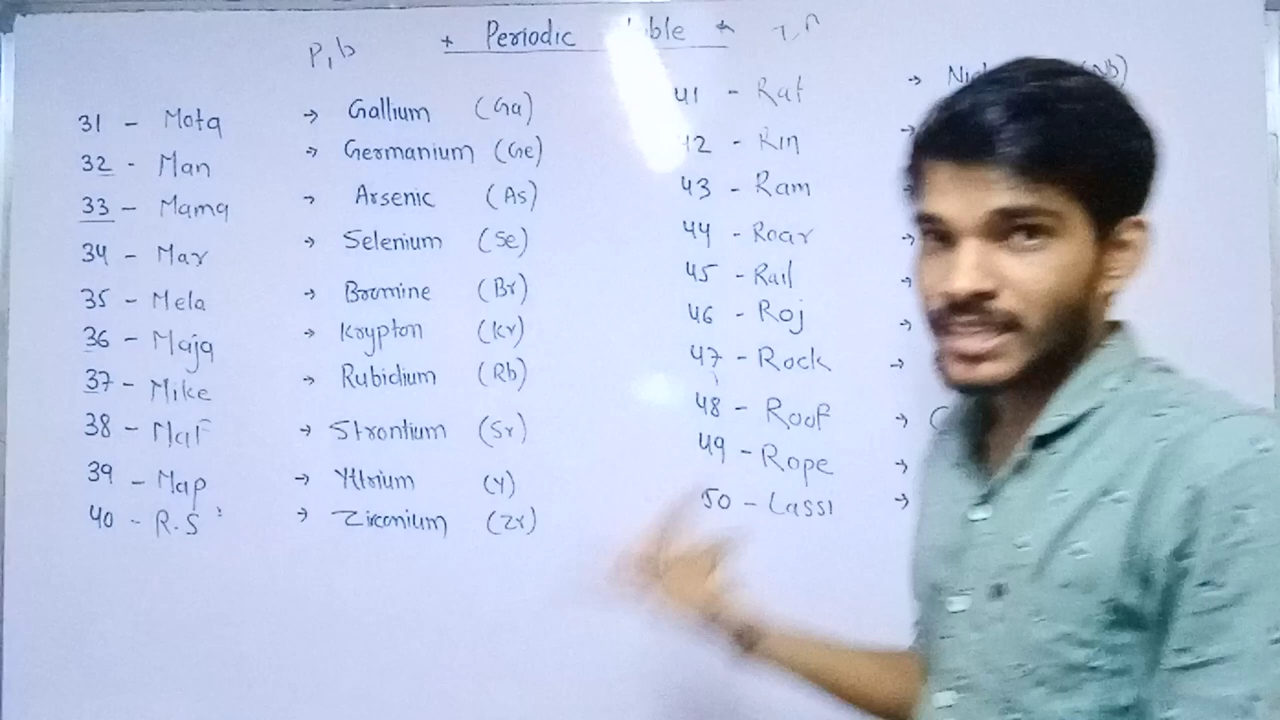 P, b
* Periodic ble *
31 - Mota → Gallium (Ga)
32 - Man → Germanium (Ge)
33 - Mama → Arsenic (As)
34 - Mar → Selenium (Se)
35 - Mela → Bromine (Br)
36 - Maja → Krypton (Kr)
37 - Mike → Rubidium (Rb)
38 - Maf → Strontium (Sr)
39 - Map → Yttrium (Y)
40 - R.S → Zirconium (Zr)
41 - Rat → Ni b)
42 - Rin →
43 - Ram
44 - Roar →
45 - Rail
46 - Roj →
47 - Rock →
48 - Roof → C
49 - Rope →
50 - Lassi →